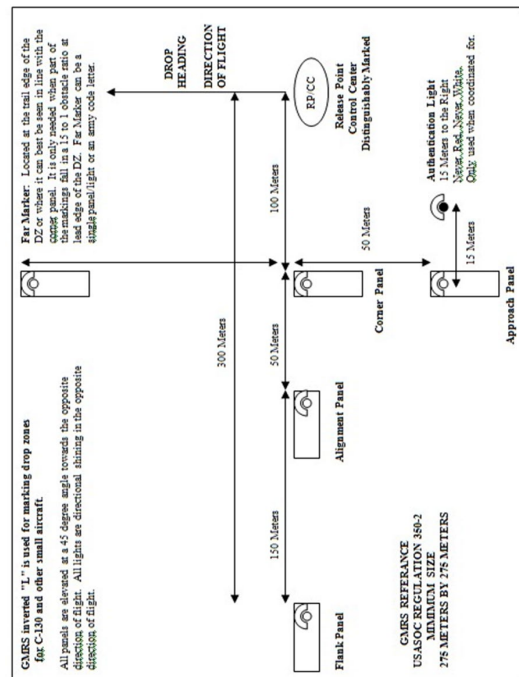 GMRS inverted "L" is used for marking drop zones
for C-130 and other small aircraft.
All panels are elevated at a 45 degree angle towards the opposite
direction of flight. All lights are directional shining in the opposite
direction of flight.
Far Marker: Located at the trail edge of the
DZ or where it can best be seen in line with the
corner panel. It is only needed when part of
the markings fall in a 15 to 1 obstacle ratio at
lead edge of the DZ. Far Marker can be a
single panel/light or an army code letter.
DROP
HEADING
DIRECTION
OF FLIGHT
300 Meters
150 Meters
50 Meters
100 Meters
RP/CC
Release Point
Control Center
Distinguishably Marked
Flank Panel
Alignment Panel
Corner Panel
50 Meters
Authentication Light
15 Meters to the Right
Never Red, Never White.
Only used when coordinated for.
15 Meters
Approach Panel
GMRS REFERANCE
USASOC REGULATION 350-2
MIMIMUM SIZE
275 METERS BY 275 METERS